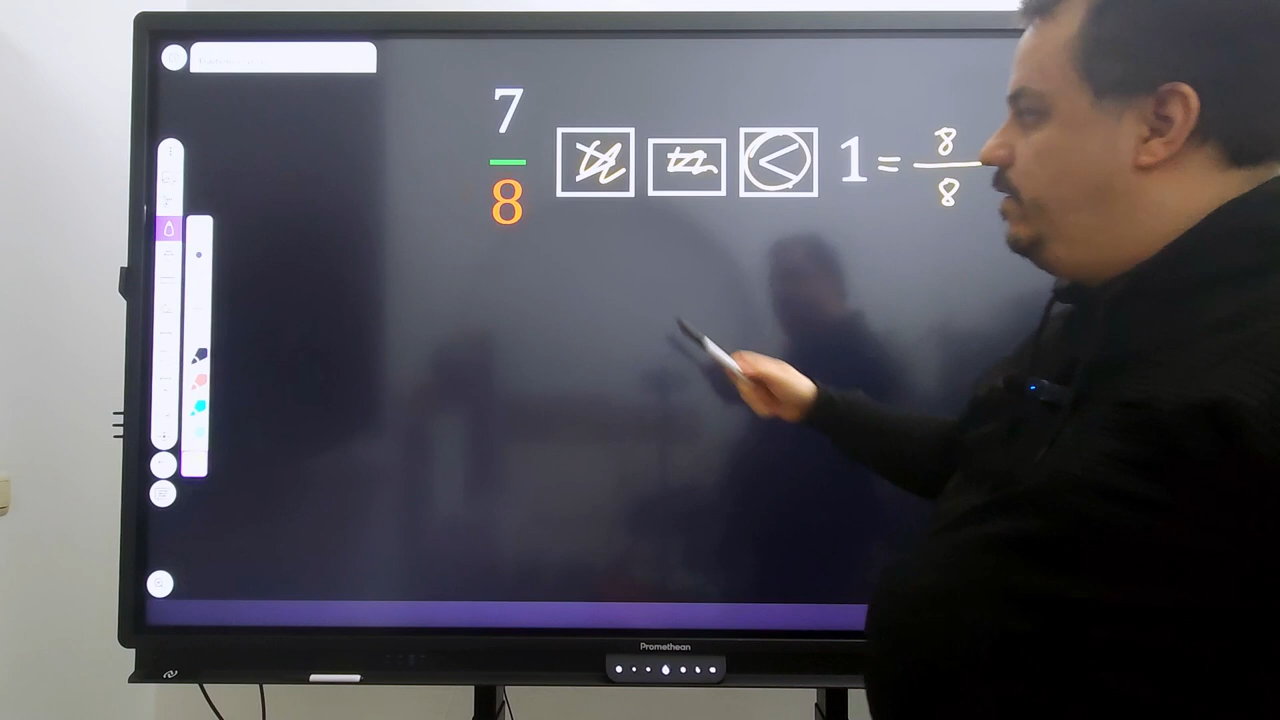 7/8 < 1 = 8/8
Promethean